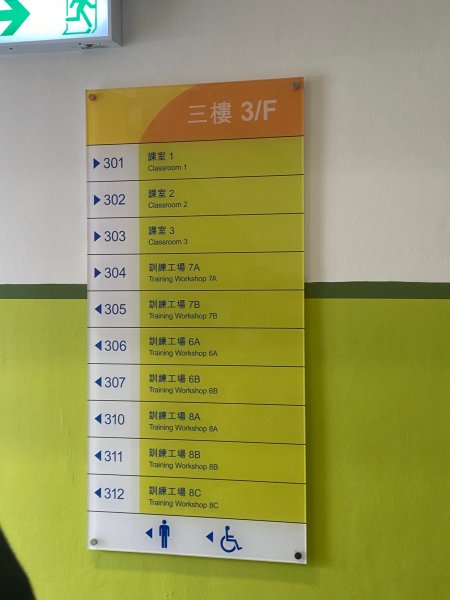 三樓 3/F
301 課室 1
Classroom 1
302 課室 2
Classroom 2
303 課室 3
Classroom 3
304 訓練工場 7A
Training Workshop 7A
305 訓練工場 7B
Training Workshop 7B
306 訓練工場 6A
Training Workshop 6A
307 訓練工場 6B
Training Workshop 6B
310 訓練工場 8A
Training Workshop 8A
311 訓練工場 8B
Training Workshop 8B
312 訓練工場 8C
Training Workshop 8C